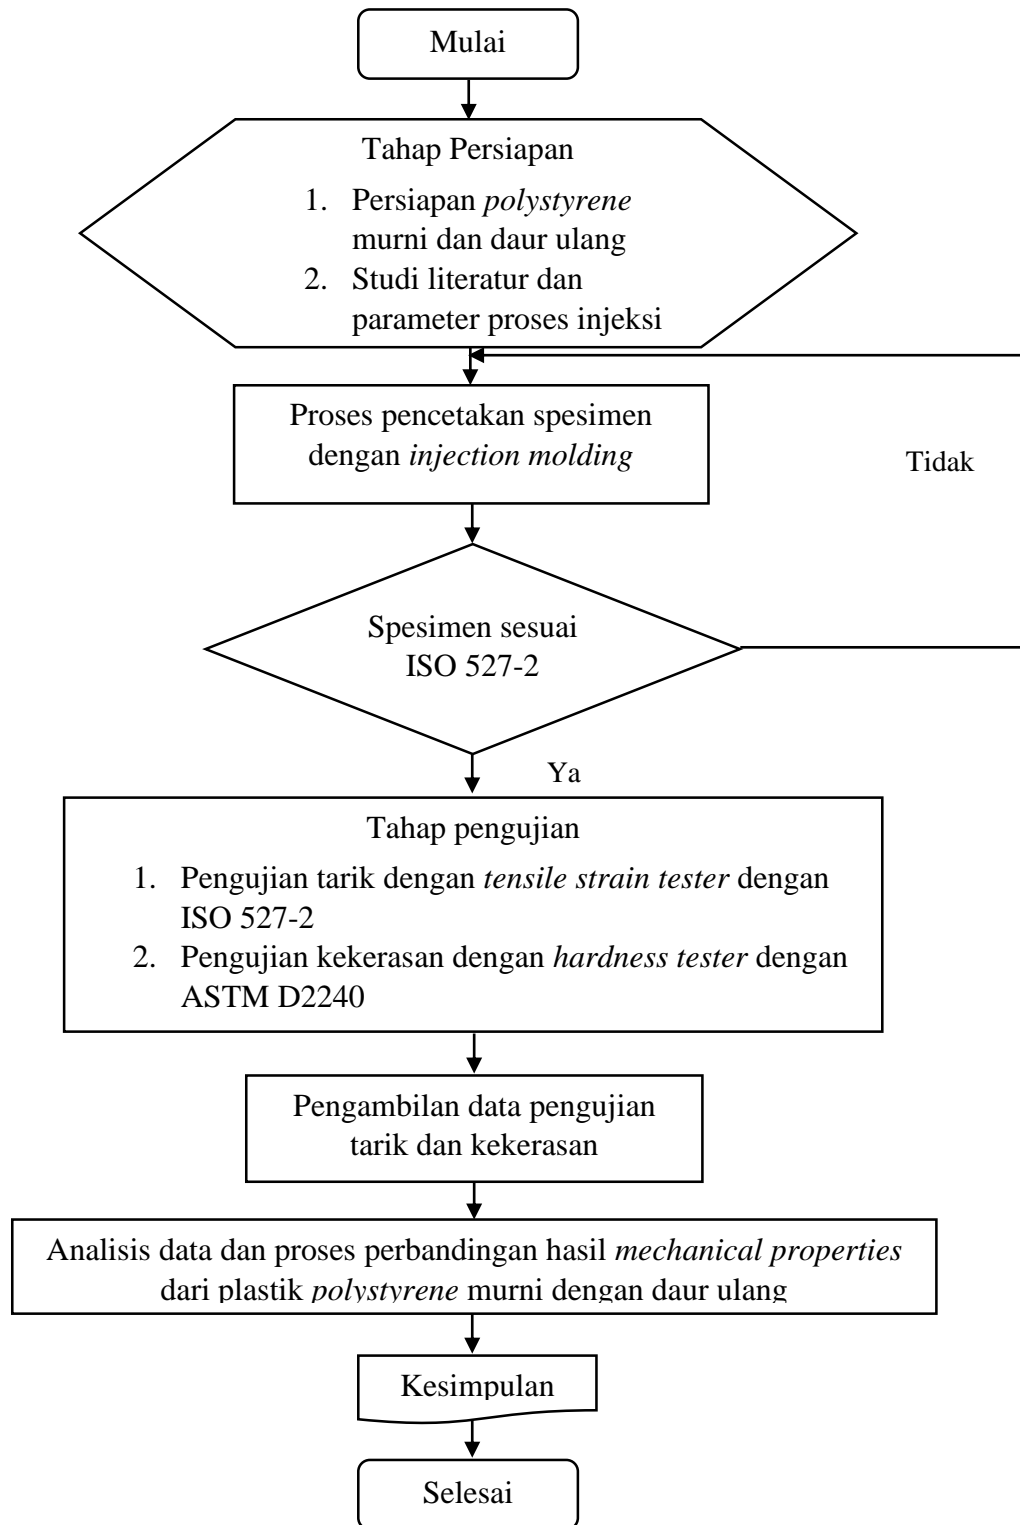 Mulai
Tahap Persiapan
1. Persiapan polystyrene
murni dan daur ulang
2. Studi literatur dan
parameter proses injeksi
Proses pencetakan spesimen
dengan injection molding
Tidak
Spesimen sesuai
ISO 527-2
Ya
Tahap pengujian
1. Pengujian tarik dengan tensile strain tester dengan
ISO 527-2
2. Pengujian kekerasan dengan hardness tester dengan
ASTM D2240
Pengambilan data pengujian
tarik dan kekerasan
Analisis data dan proses perbandingan hasil mechanical properties
dari plastik polystyrene murni dengan daur ulang
Kesimpulan
Selesai